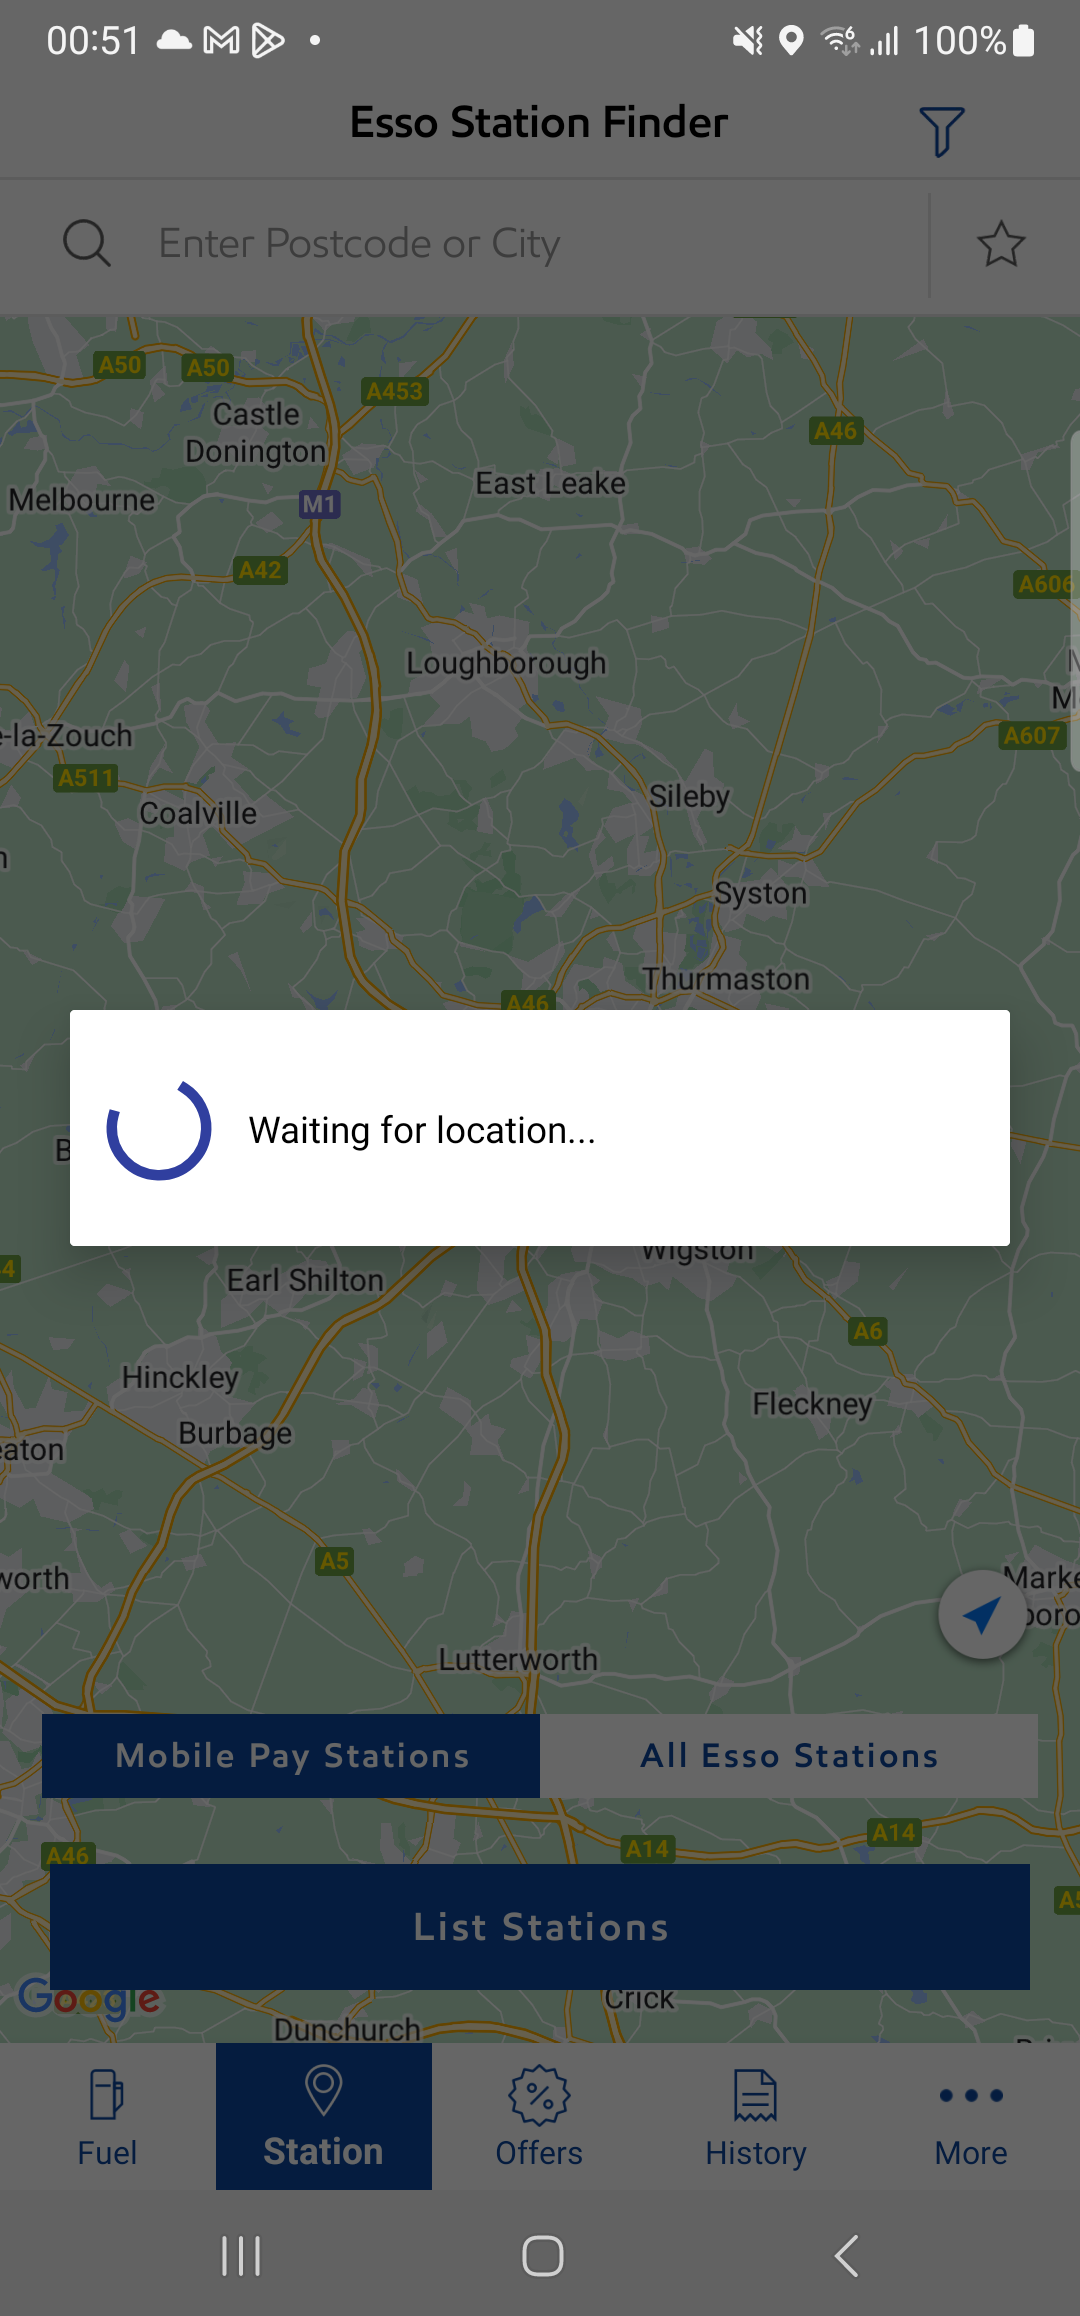 00:51
100%
Esso Station Finder
Enter Postcode or City
A50
A50
A453
Castle
Donington
A46
East Leake
Melbourne
M1
A42
A606
Loughborough
-la-Zouch
A607
A511
Sileby
Coalville
Syston
Thurmaston
A46
Waiting for location...
Wigston
Earl Shilton
A6
Hinckley
Fleckney
Burbage
eaton
A5
worth
Marke
boro
Lutterworth
Mobile Pay Stations
All Esso Stations
A14
A14
A46
List Stations
Google
Crick
Dunchurch
Fuel
Station
Offers
History
More